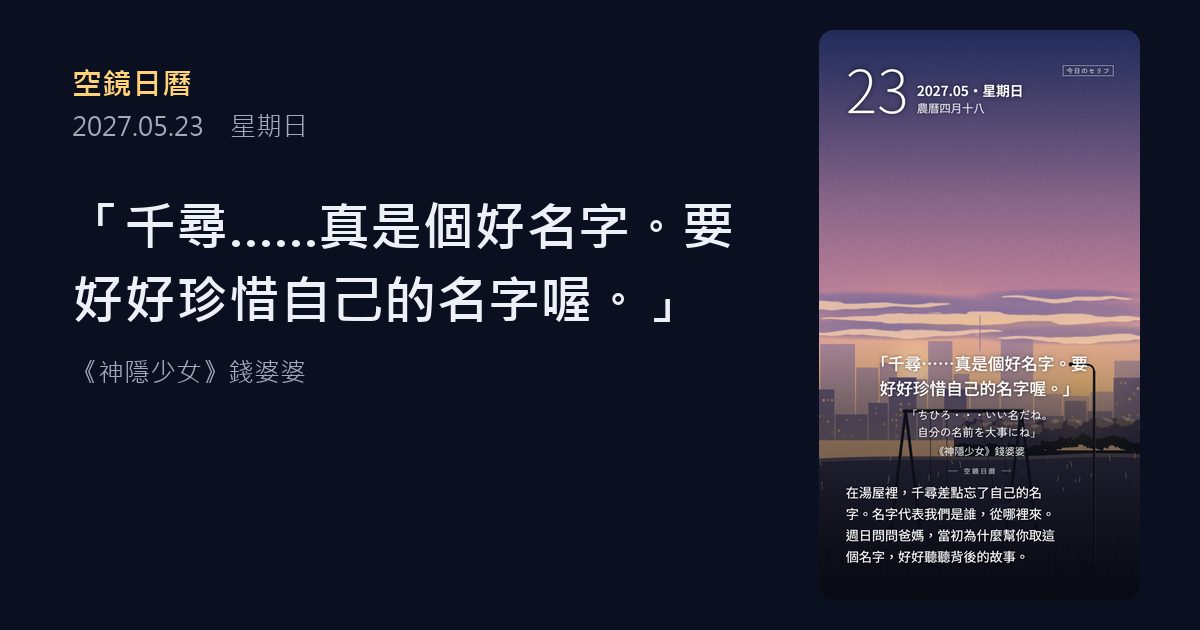 空鏡日曆
2027.05.23 星期日
「千尋……真是個好名字。要
好好珍惜自己的名字喔。」
《神隱少女》錢婆婆
23
2027.05・星期日
農曆四月十八
今日のセリフ
「千尋……真是個好名字。要
好好珍惜自己的名字喔。」
「ちひろ・・・いい名だね。
自分の名前を大事にね」
《神隱少女》錢婆婆
— 空鏡日曆 —
在湯屋裡，千尋差點忘了自己的名
字。名字代表我們是誰，從哪裡來。
週日問問爸媽，當初為什麼幫你取這
個名字，好好聽聽背後的故事。